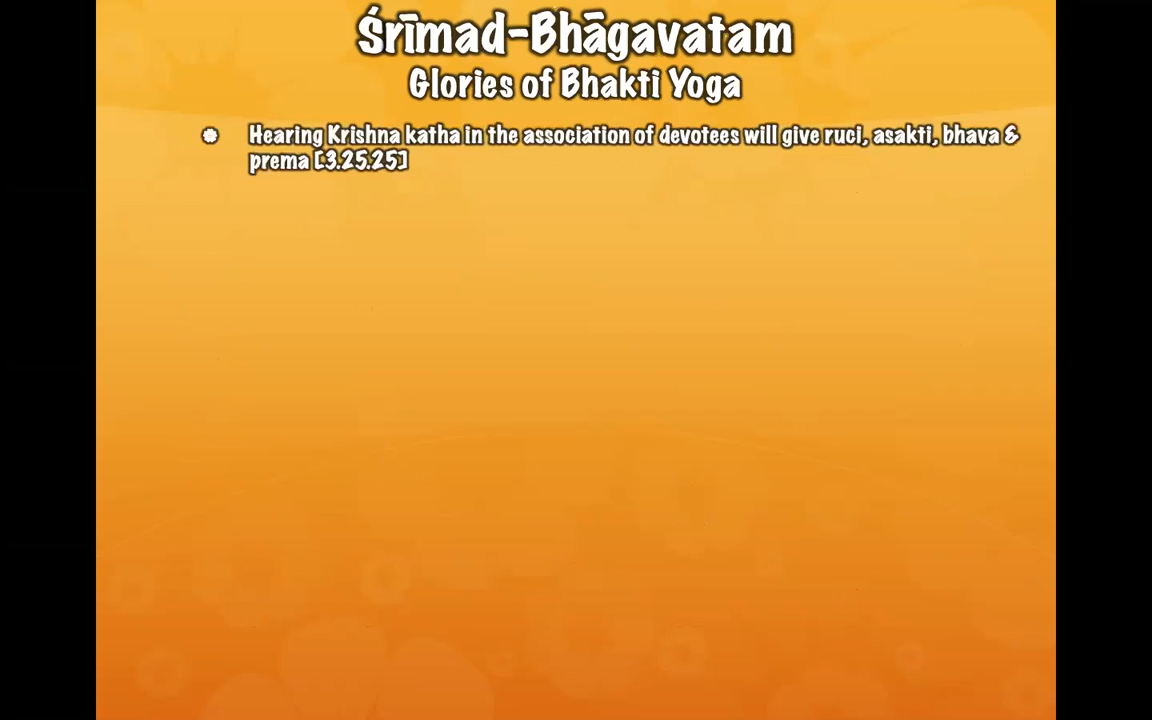 Śrīmad-Bhāgavatam
Glories of Bhakti Yoga
Hearing Krishna katha in the association of devotees will give ruci, asakti, bhava &
prema [3.25.25]